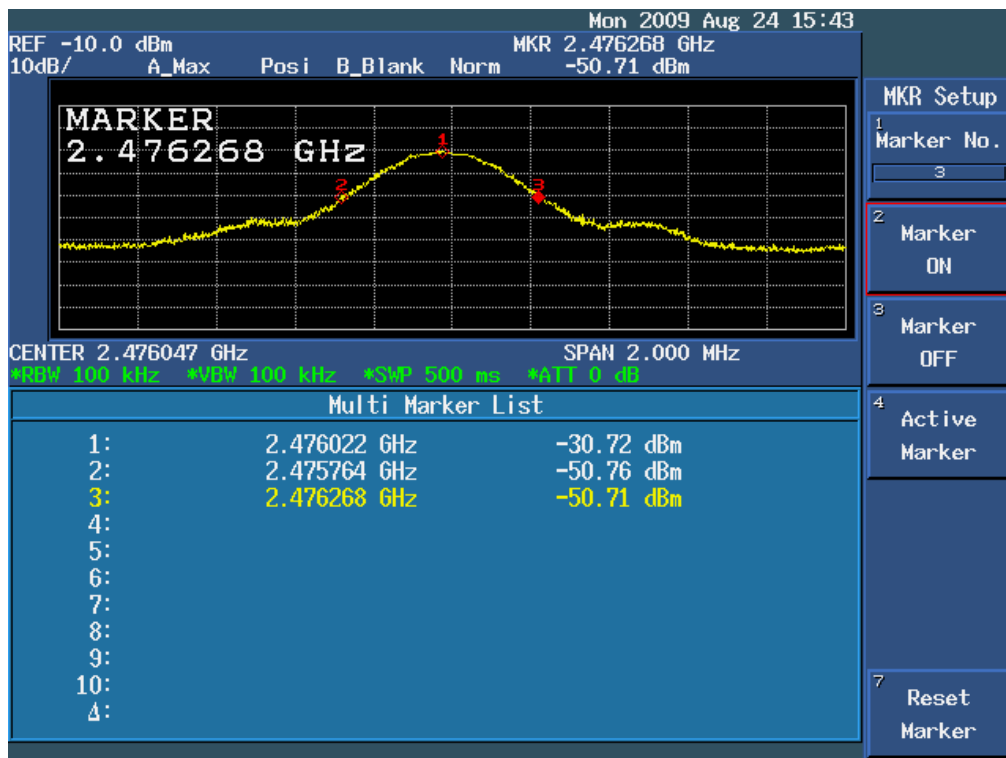 Mon 2009 Aug 24 15:43
REF -10.0 dBm MKR 2.476268 GHz
10dB/ A_Max Posi B_Blank Norm -50.71 dBm
MARKER
2.476268 GHz
1
2
3
CENTER 2.476047 GHz SPAN 2.000 MHz
*RBW 100 kHz *VBW 100 kHz *SWP 500 ms *ATT 0 dB
Multi Marker List
1: 2.476022 GHz -30.72 dBm
2: 2.475764 GHz -50.76 dBm
3: 2.476268 GHz -50.71 dBm
4:
5:
6:
7:
8:
9:
10:
Δ:
MKR Setup
1
Marker No.
3
2
Marker
ON
3
Marker
OFF
4
Active
Marker
7
Reset
Marker